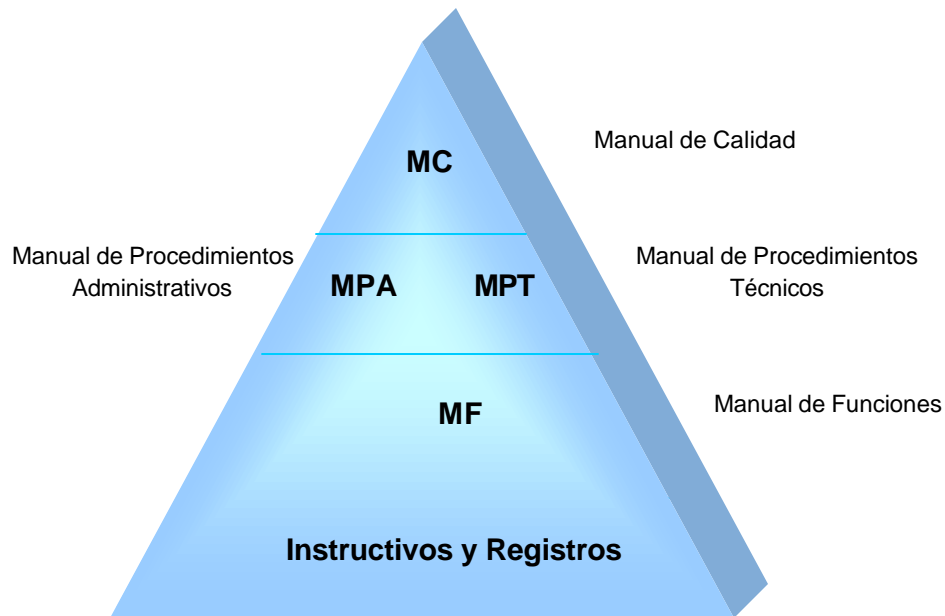 Manual de Calidad
MC
Manual de Procedimientos
Administrativos
MPA
MPT
Manual de Procedimientos
Técnicos
MF
Manual de Funciones
Instructivos y Registros